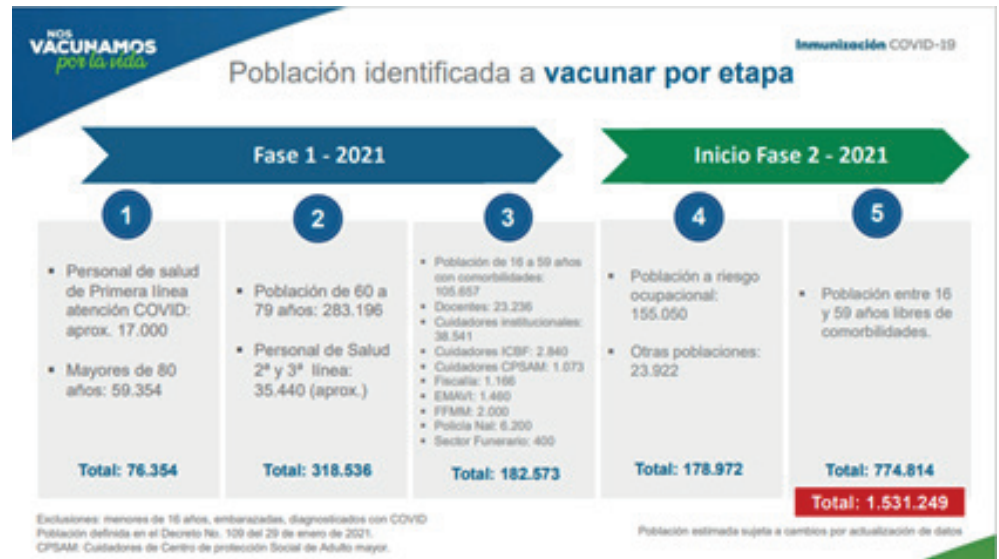 NOS
VACUNAMOS
por la vida
Inmunización COVID-19
Población identificada a vacunar por etapa
Fase 1 - 2021
Inicio Fase 2 - 2021
1
▪ Personal de salud
de Primera línea
atención COVID:
aprox. 17.000
▪ Mayores de 80
años: 59.354
Total: 76.354
2
▪ Población de 60 a
79 años: 283.196
▪ Personal de Salud
2ª y 3ª línea:
35.440 (aprox.)
Total: 318.536
3
▪ Población de 16 a 59 años
con comorbilidades:
105.657
▪ Docentes: 23.236
▪ Cuidadores institucionales:
38.541
▪ Cuidadores ICBF: 2.840
▪ Cuidadores CPSAM: 1.073
▪ Fiscalía: 1.166
▪ EMAVI: 1.460
▪ FFMM: 2.000
▪ Policía Nal: 6.200
▪ Sector Funerario: 400
Total: 182.573
4
▪ Población a riesgo
ocupacional:
155.050
▪ Otras poblaciones:
23.922
Total: 178.972
5
▪ Población entre 16
y 59 años libres de
comorbilidades.
Total: 774.814
Total: 1.531.249
Exclusiones: menores de 16 años, embarazadas, diagnosticados con COVID
Población definida en el Decreto No. 109 del 29 de enero de 2021.
CPSAM: Cuidadores de Centro de protección Social de Adulto mayor.
Población estimada sujeta a cambios por actualización de datos